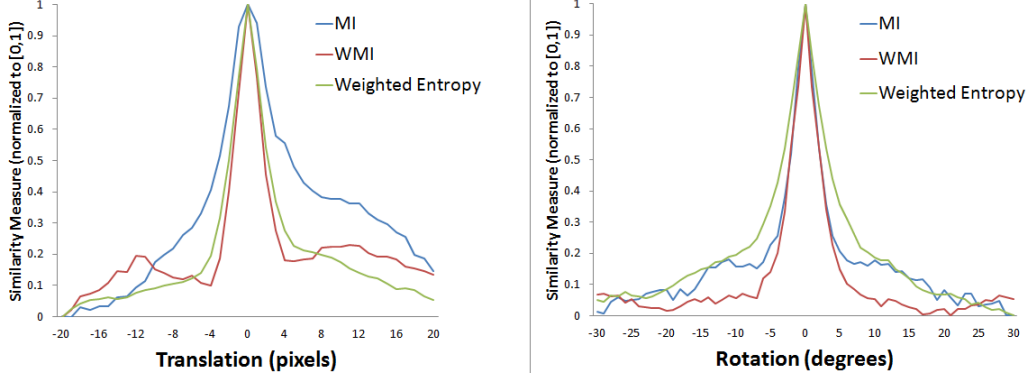 Similarity Measure (normalized to [0,1])
1
0.9
0.8
0.7
0.6
0.5
0.4
0.3
0.2
0.1
0
-20 -16 -12 -8 -4 0 4 8 12 16 20
Translation (pixels)
MI
WMI
Weighted Entropy
Similarity Measure (normalized to [0,1])
1
0.9
0.8
0.7
0.6
0.5
0.4
0.3
0.2
0.1
0
-30 -25 -20 -15 -10 -5 0 5 10 15 20 25 30
Rotation (degrees)
MI
WMI
Weighted Entropy